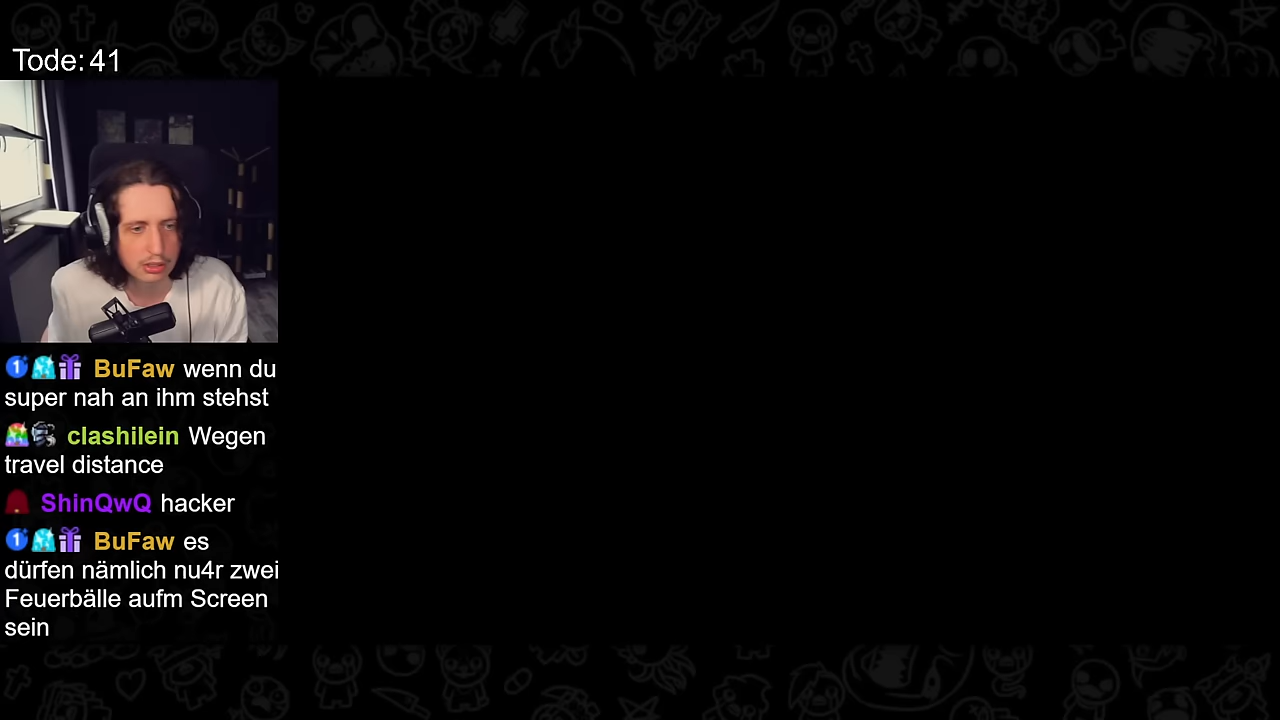 Tode: 41
BuFaw wenn du
super nah an ihm stehst
clashilein Wegen
travel distance
ShinQwQ hacker
BuFaw es
dürfen nämlich nu4r zwei
Feuerbälle aufm Screen
sein